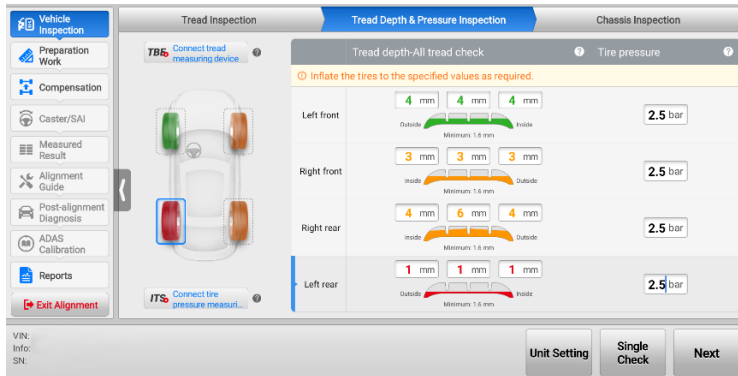 Vehicle
Inspection
Preparation
Work
Compensation
Caster/SAI
Measured
Result
Alignment
Guide
Post-alignment
Diagnosis
ADAS
Calibration
Reports
Exit Alignment
Tread Inspection
Tread Depth & Pressure Inspection
Chassis Inspection
TBE Connect tread
measuring device ?
Tread depth-All tread check ? Tire pressure ?
Inflate the tires to the specified values as required.
Left front
4 mm 4 mm 4 mm
Outside Inside
Minimum: 1.6 mm
2.5 bar
Right front
3 mm 3 mm 3 mm
Inside Outside
Minimum: 1.6 mm
2.5 bar
Right rear
4 mm 6 mm 4 mm
Inside Outside
Minimum: 1.6 mm
2.5 bar
Left rear
1 mm 1 mm 1 mm
Outside Inside
Minimum: 1.6 mm
2.5 bar
ITS Connect tire
pressure measuri... ?
VIN:
Info:
SN:
Unit Setting
Single
Check
Next